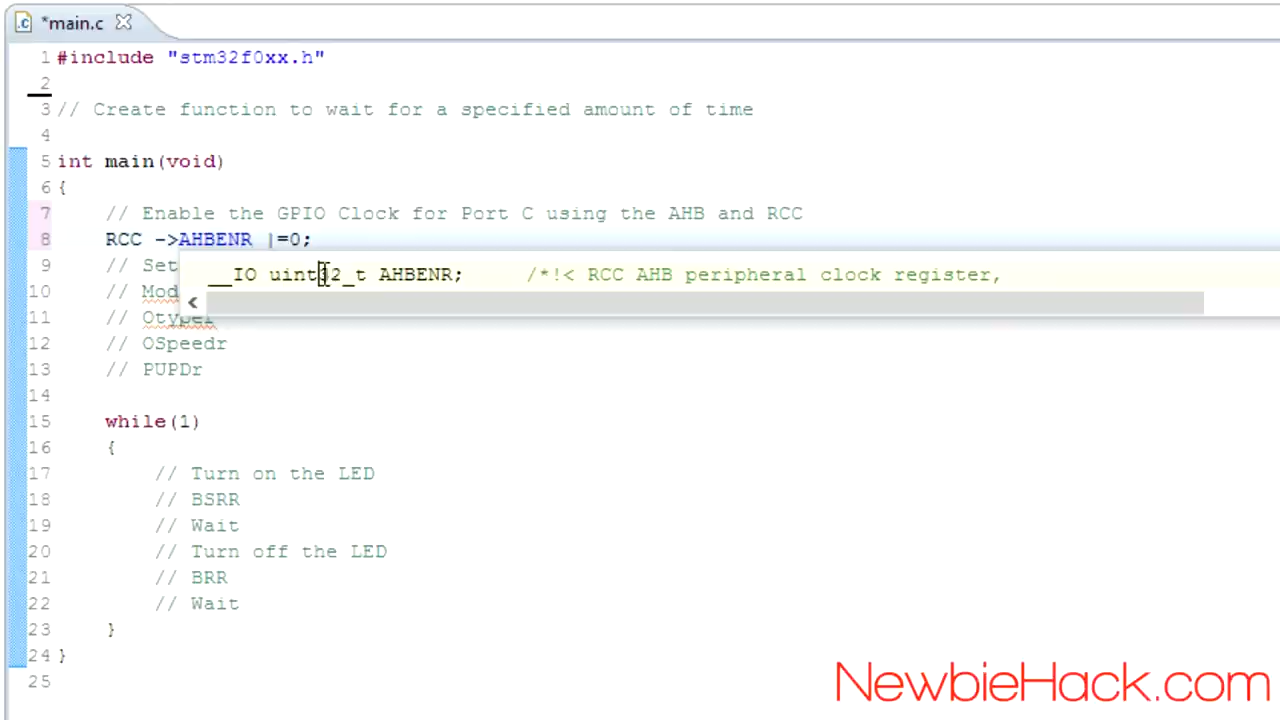 *main.c
1 #include "stm32f0xx.h"
2
3 // Create function to wait for a specified amount of time
4
5 int main(void)
6 {
7 // Enable the GPIO Clock for Port C using the AHB and RCC
8 RCC ->AHBENR |=0;
9 // Set
__IO uint32_t AHBENR; /*!< RCC AHB peripheral clock register,
10 // Mod
11 // Otyper
12 // OSpeedr
13 // PUPDr
14
15 while(1)
16 {
17 // Turn on the LED
18 // BSRR
19 // Wait
20 // Turn off the LED
21 // BRR
22 // Wait
23 }
24 }
25
NewbieHack.com